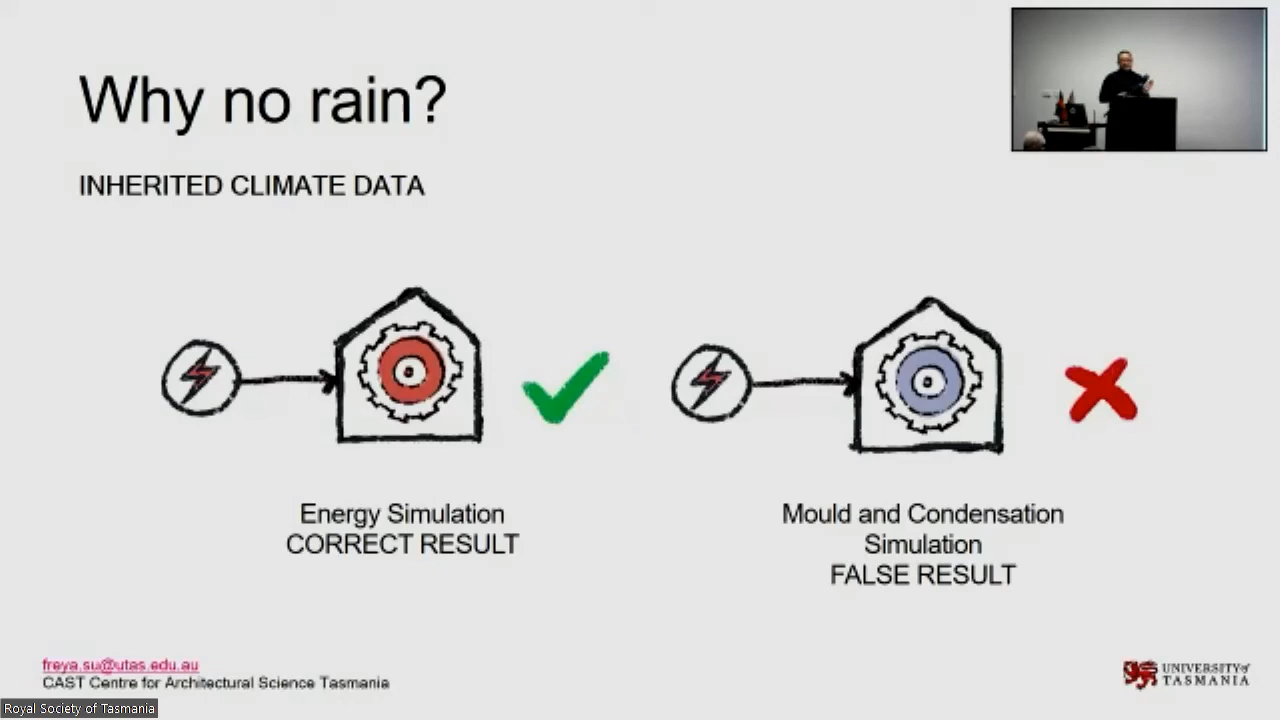 Why no rain?
INHERITED CLIMATE DATA
Energy Simulation
CORRECT RESULT
Mould and Condensation
Simulation
FALSE RESULT
freya.su@utas.edu.au
CAST Centre for Architectural Science Tasmania
UNIVERSITY of
TASMANIA
Royal Society of Tasmania